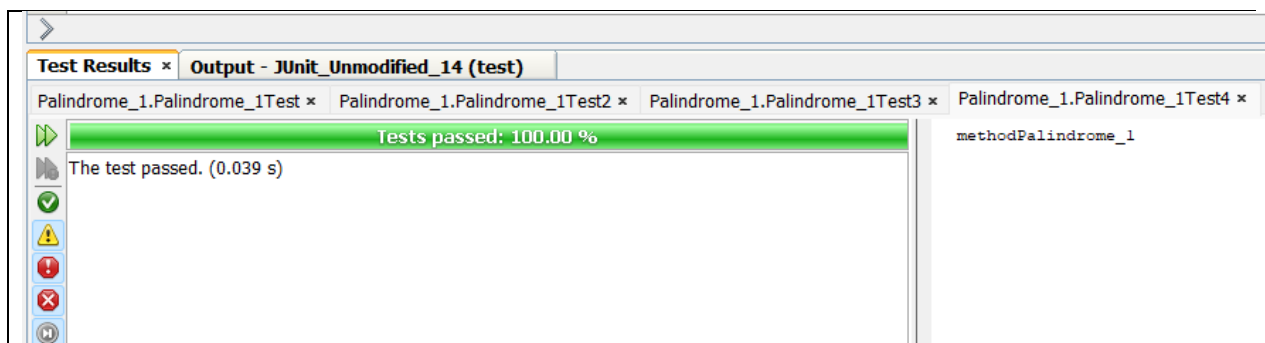 Test Results × Output - JUnit_Unmodified_14 (test)
Palindrome_1.Palindrome_1Test × Palindrome_1.Palindrome_1Test2 × Palindrome_1.Palindrome_1Test3 × Palindrome_1.Palindrome_1Test4 ×
Tests passed: 100.00 %
methodPalindrome_1
The test passed. (0.039 s)